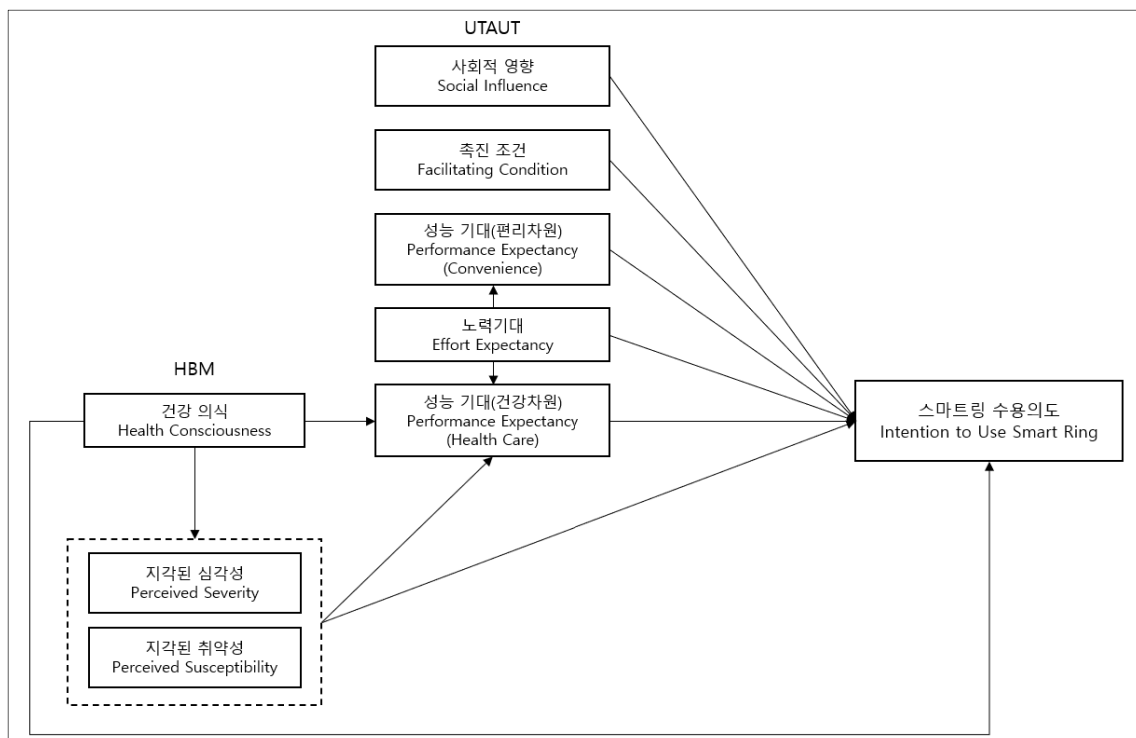 UTAUT
사회적 영향
Social Influence
촉진 조건
Facilitating Condition
성능 기대(편리차원)
Performance Expectancy
(Convenience)
노력기대
Effort Expectancy
HBM
건강 의식
Health Consciousness
성능 기대(건강차원)
Performance Expectancy
(Health Care)
스마트링 수용의도
Intention to Use Smart Ring
지각된 심각성
Perceived Severity
지각된 취약성
Perceived Susceptibility